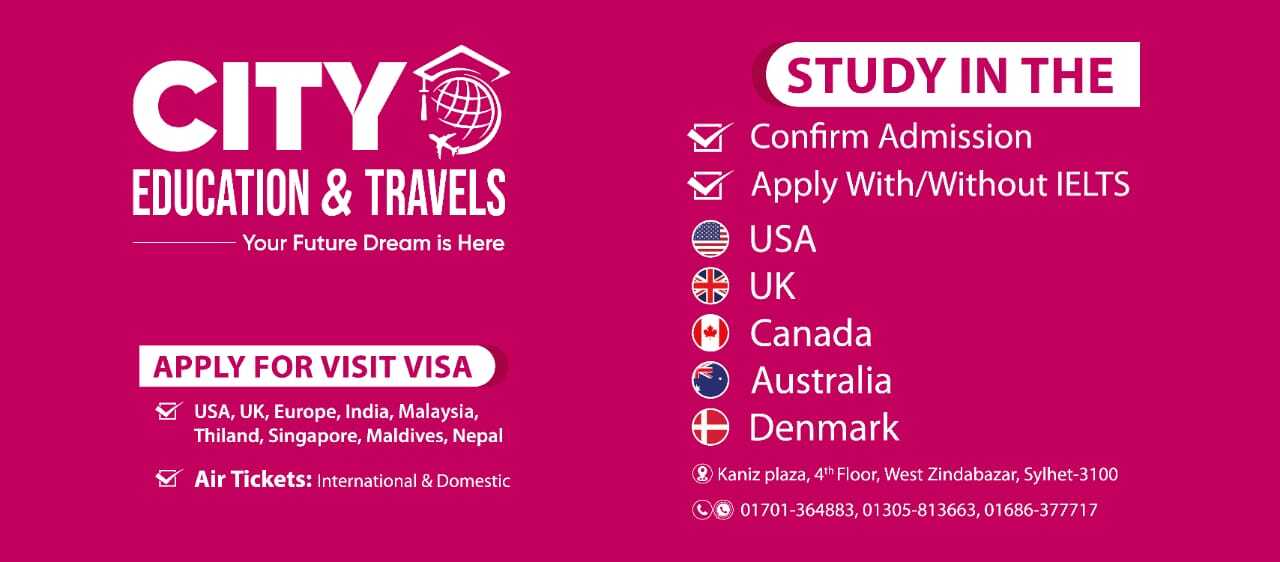 CITY
EDUCATION & TRAVELS
Your Future Dream is Here
APPLY FOR VISIT VISA
USA, UK, Europe, India, Malaysia,
Thiland, Singapore, Maldives, Nepal
Air Tickets: International & Domestic
STUDY IN THE
Confirm Admission
Apply With/Without IELTS
USA
UK
Canada
Australia
Denmark
Kaniz plaza, 4th Floor, West Zindabazar, Sylhet-3100
01701-364883, 01305-813663, 01686-377717